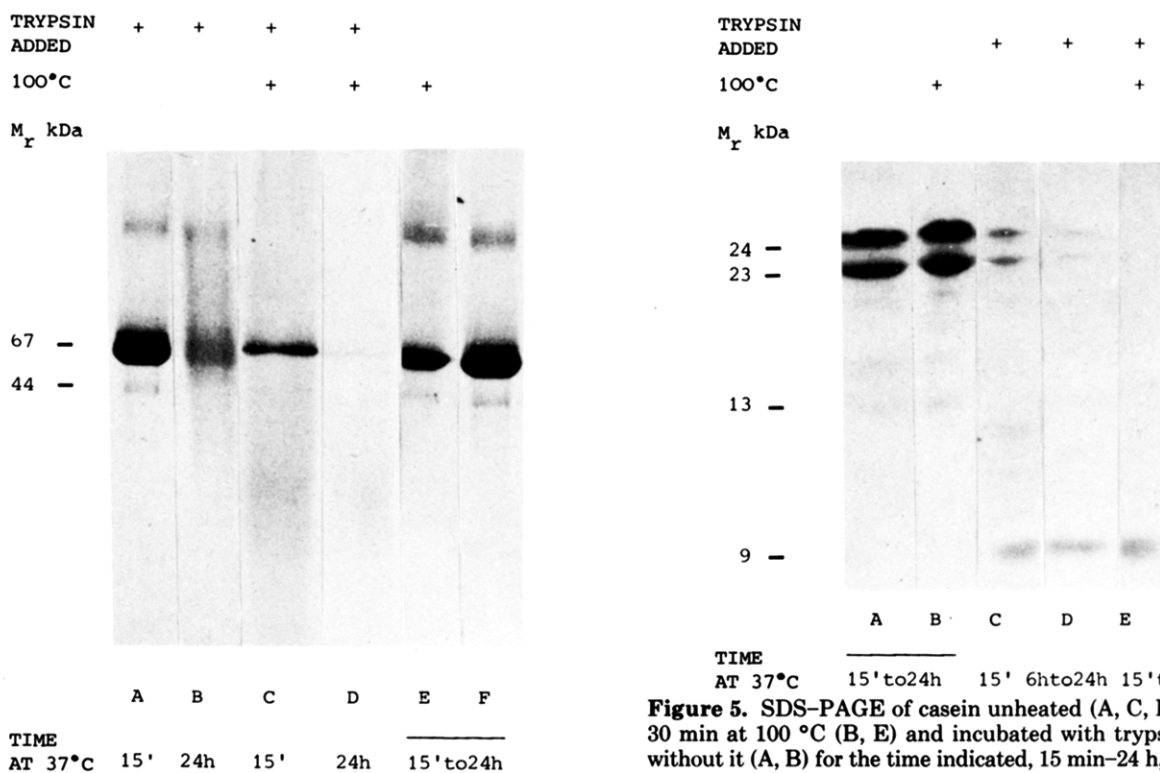 TRYPSIN + + + +
ADDED
100°C + + +
Mr kDa
67
44
A B C D E F
TIME
AT 37°C 15' 24h 15' 24h 15'to24h
TRYPSIN
ADDED + + +
100°C + +
Mr kDa
24
23
13
9
A B C D E
TIME
AT 37°C 15'to24h 15' 6hto24h
Figure 5. SDS–PAGE of casein unheated (A, C,
30 min at 100 °C (B, E) and incubated with
without it (A, B) for the time indicated, 15 min–24 h,